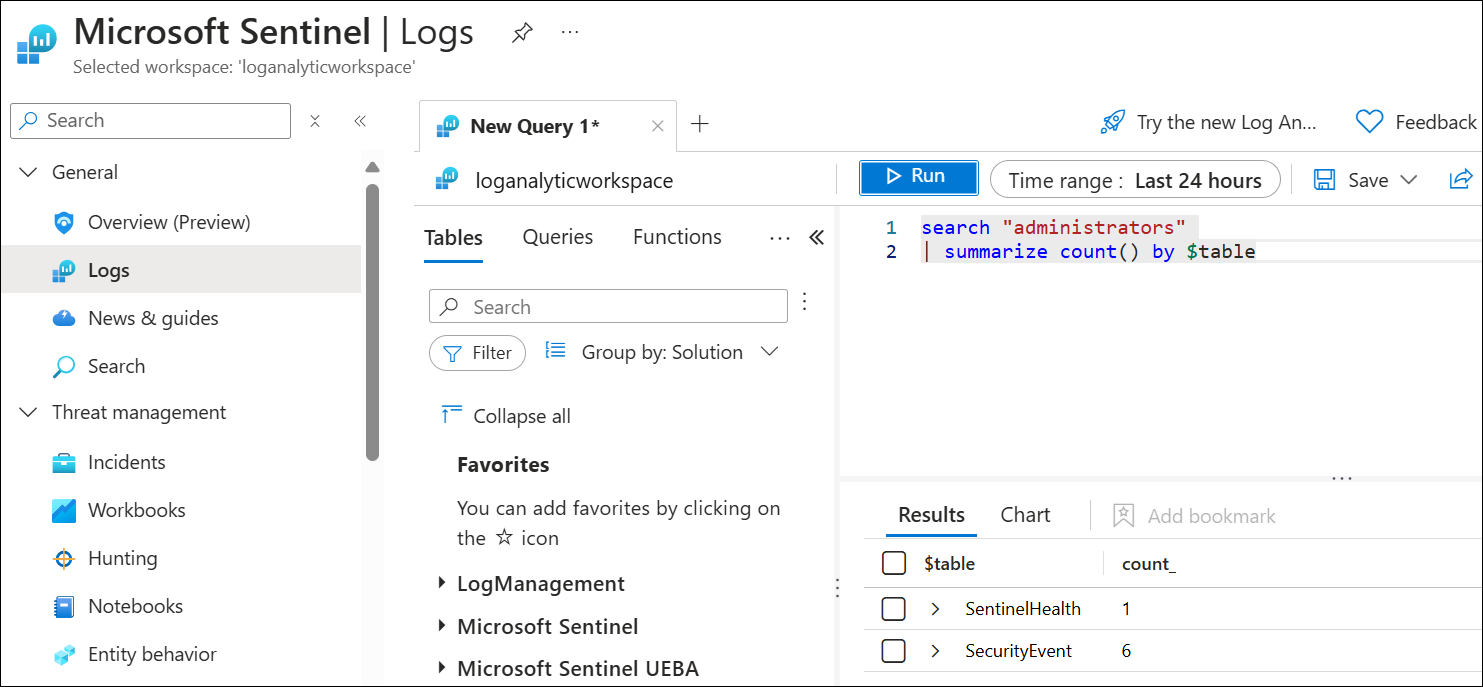 Microsoft Sentinel | Logs
...
Selected workspace: 'loganalyticworkspace'
Search
General
Overview (Preview)
Logs
News & guides
Search
Threat management
Incidents
Workbooks
Hunting
Notebooks
Entity behavior
New Query 1*
Try the new Log An...
Feedback
loganalyticworkspace
Run
Time range : Last 24 hours
Save
Tables Queries Functions ...
Search
Filter
Group by: Solution
Collapse all
Favorites
You can add favorites by clicking on
the ☆ icon
LogManagement
Microsoft Sentinel
Microsoft Sentinel UEBA
1 search "administrators"
2 | summarize count() by $table
Results Chart Add bookmark
$table count_
SentinelHealth 1
SecurityEvent 6